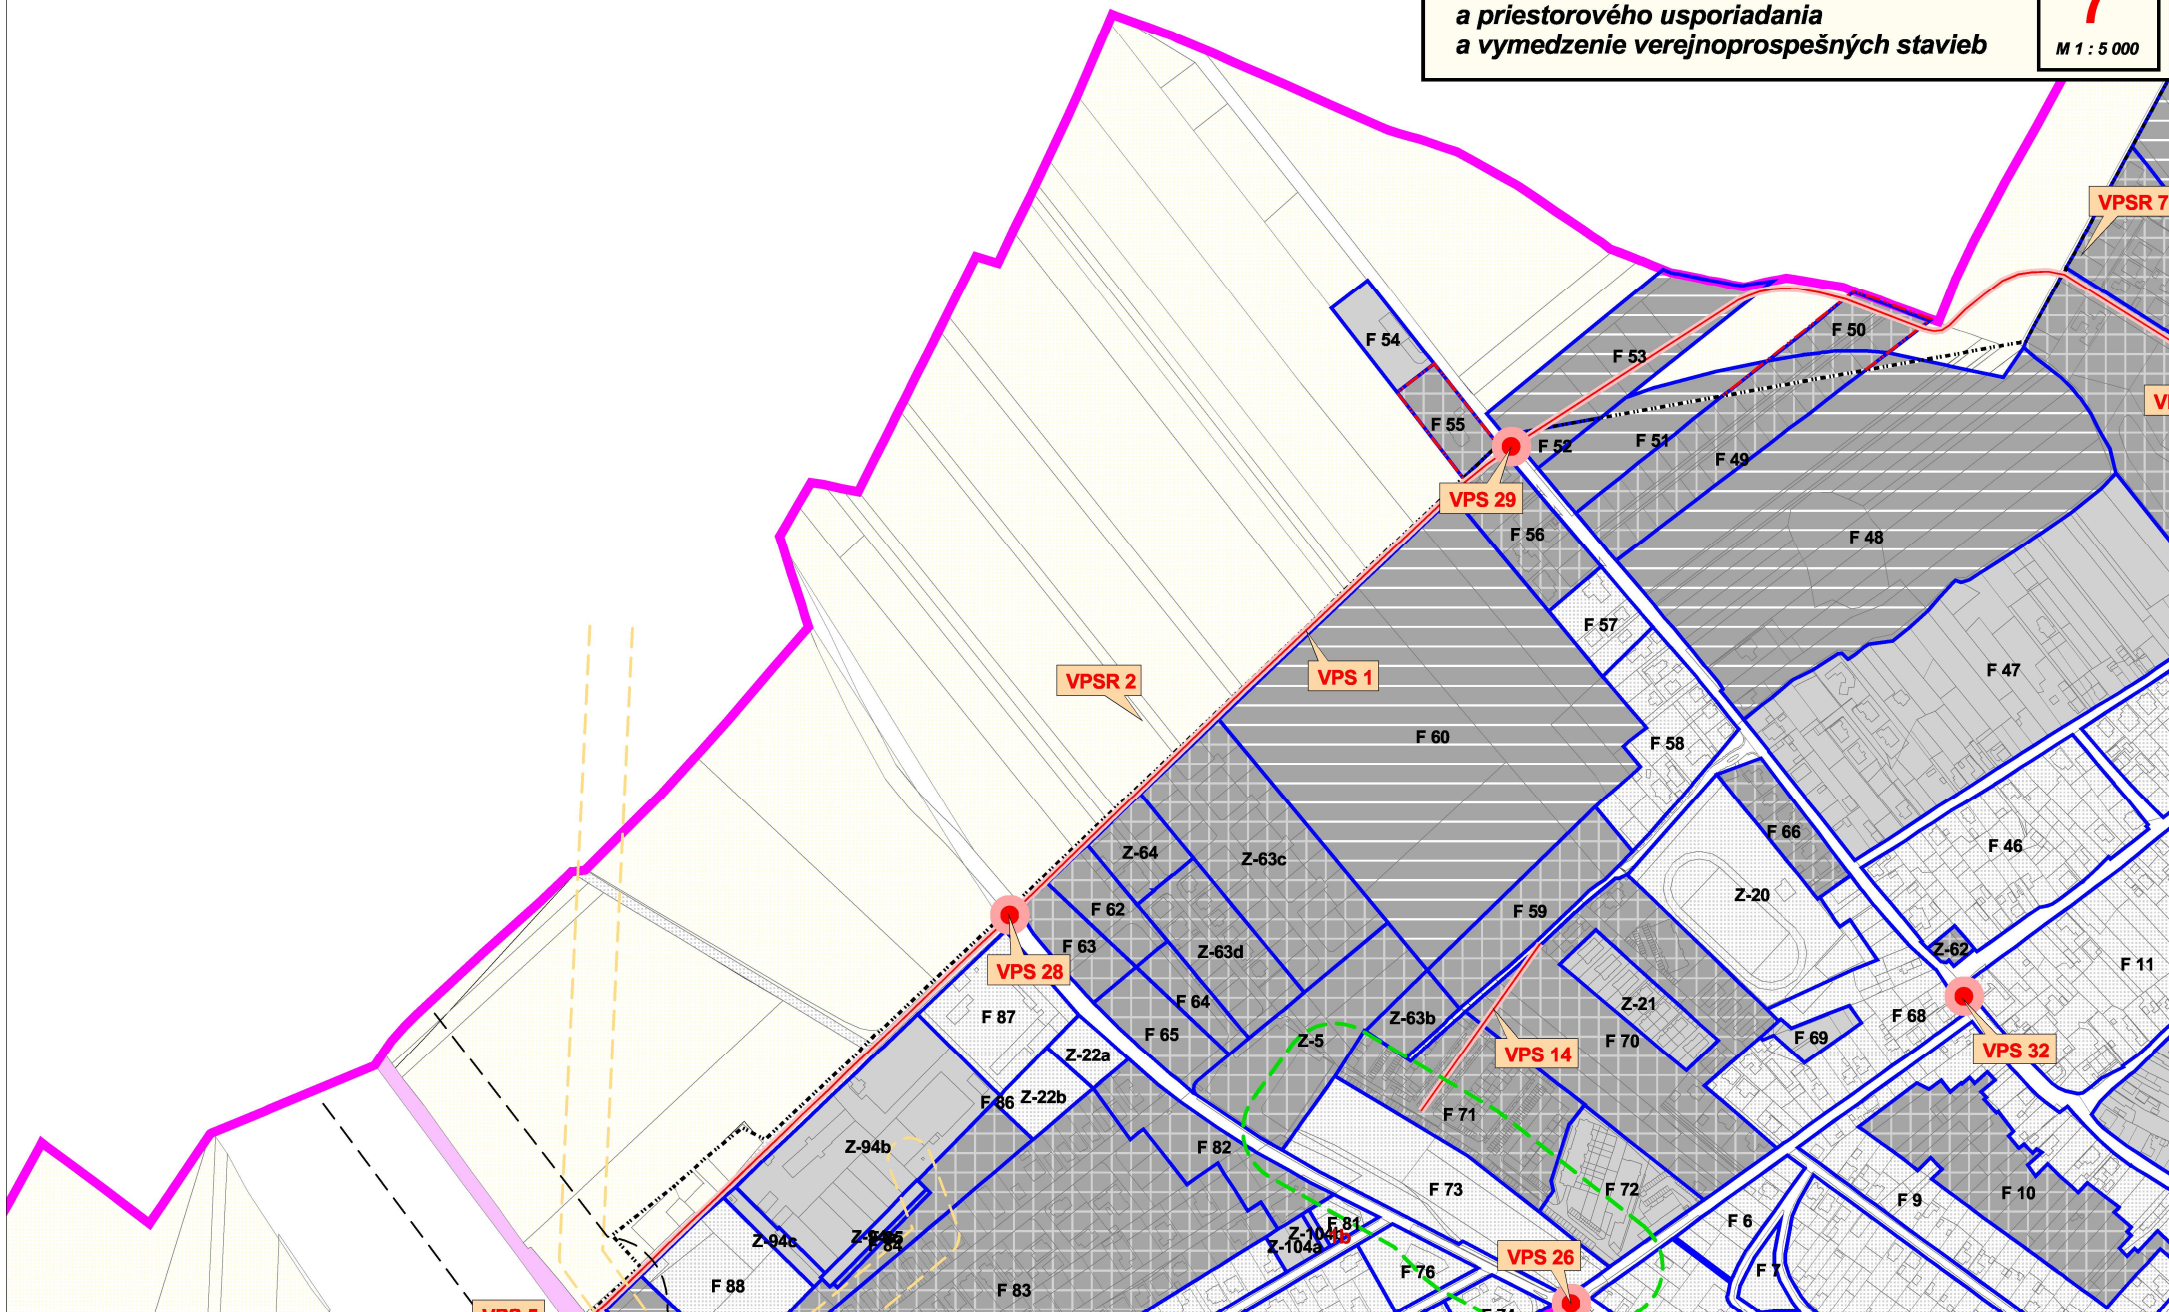 a priestorového usporiadania
a vymedzenie verejnoprospešných stavieb
7
M 1 : 5 000
VPSR 7
F 50
F 54
F 53
F 55
F 52
F 51
F 49
VPS 29
F 56
F 48
F 57
F 47
VPSR 2
VPS 1
F 60
F 58
F 66
F 46
Z-64
Z-63c
Z-20
F 62
F 59
F 63
Z-63d
Z-62
F 11
VPS 28
F 64
Z-21
F 87
Z-63b
F 68
F 65
Z-5
F 70
F 69
Z-22a
VPS 14
VPS 32
F 86
Z-22b
F 71
Z-94b
F 82
F 73
F 72
F 10
F 9
F 6
F 81
Z-94c
F 84
Z-104a
VPS 26
F 76
F 7
F 88
F 83